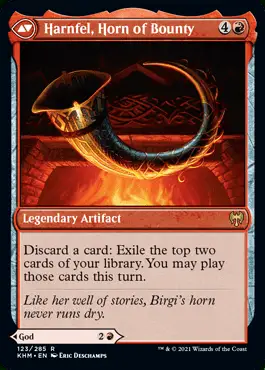 Harnfel, Horn of Bounty 4
Legendary Artifact
Discard a card: Exile the top two
cards of your library. You may play
those cards this turn.
Like her well of stories, Birgi's horn
never runs dry.
God 2
123/285 R
KHM • EN Eric Deschamps
™ & © 2021 Wizards of the Coast